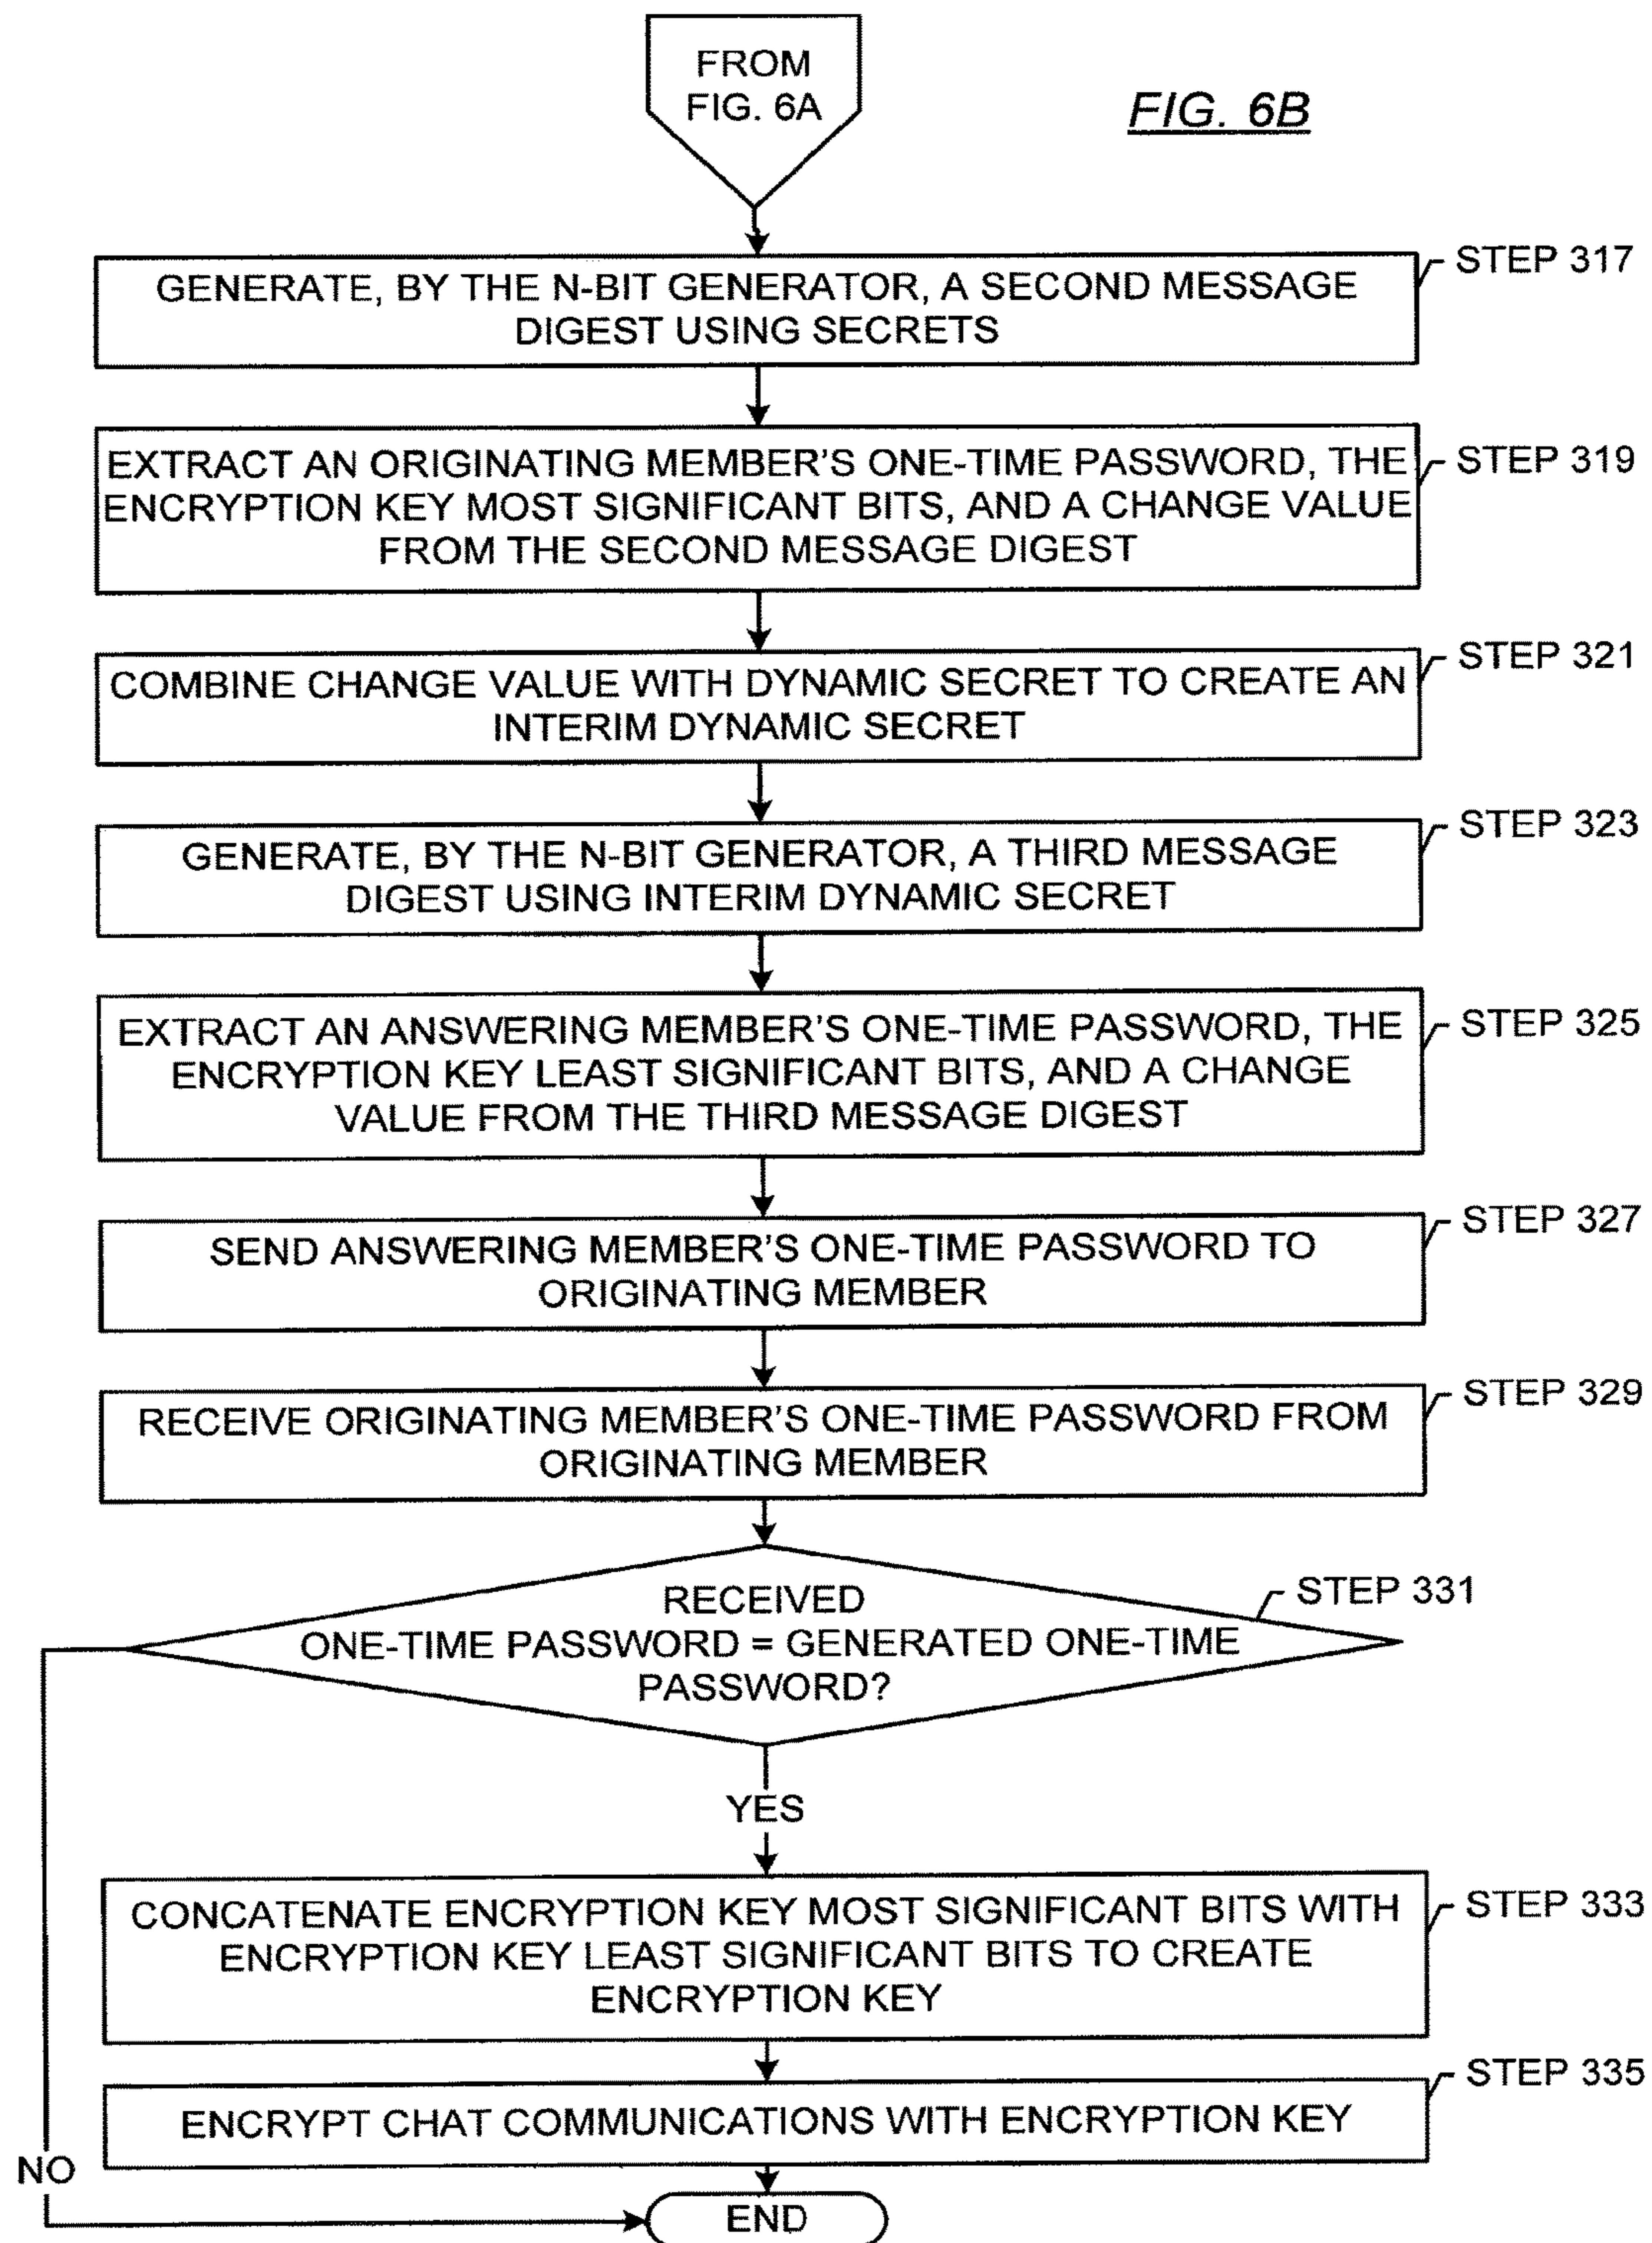 FROM
FIG. 6A
FIG. 6B
GENERATE, BY THE N-BIT GENERATOR, A SECOND MESSAGE
DIGEST USING SECRETS
STEP 317
EXTRACT AN ORIGINATING MEMBER'S ONE-TIME PASSWORD, THE
ENCRYPTION KEY MOST SIGNIFICANT BITS, AND A CHANGE VALUE
FROM THE SECOND MESSAGE DIGEST
STEP 319
COMBINE CHANGE VALUE WITH DYNAMIC SECRET TO CREATE AN
INTERIM DYNAMIC SECRET
STEP 321
GENERATE, BY THE N-BIT GENERATOR, A THIRD MESSAGE
DIGEST USING INTERIM DYNAMIC SECRET
STEP 323
EXTRACT AN ANSWERING MEMBER'S ONE-TIME PASSWORD, THE
ENCRYPTION KEY LEAST SIGNIFICANT BITS, AND A CHANGE
VALUE FROM THE THIRD MESSAGE DIGEST
STEP 325
SEND ANSWERING MEMBER'S ONE-TIME PASSWORD TO
ORIGINATING MEMBER
STEP 327
RECEIVE ORIGINATING MEMBER'S ONE-TIME PASSWORD FROM
ORIGINATING MEMBER
STEP 329
RECEIVED
ONE-TIME PASSWORD = GENERATED ONE-TIME
PASSWORD?
STEP 331
YES
CONCATENATE ENCRYPTION KEY MOST SIGNIFICANT BITS WITH
ENCRYPTION KEY LEAST SIGNIFICANT BITS TO CREATE
ENCRYPTION KEY
STEP 333
ENCRYPT CHAT COMMUNICATIONS WITH ENCRYPTION KEY
STEP 335
NO
END